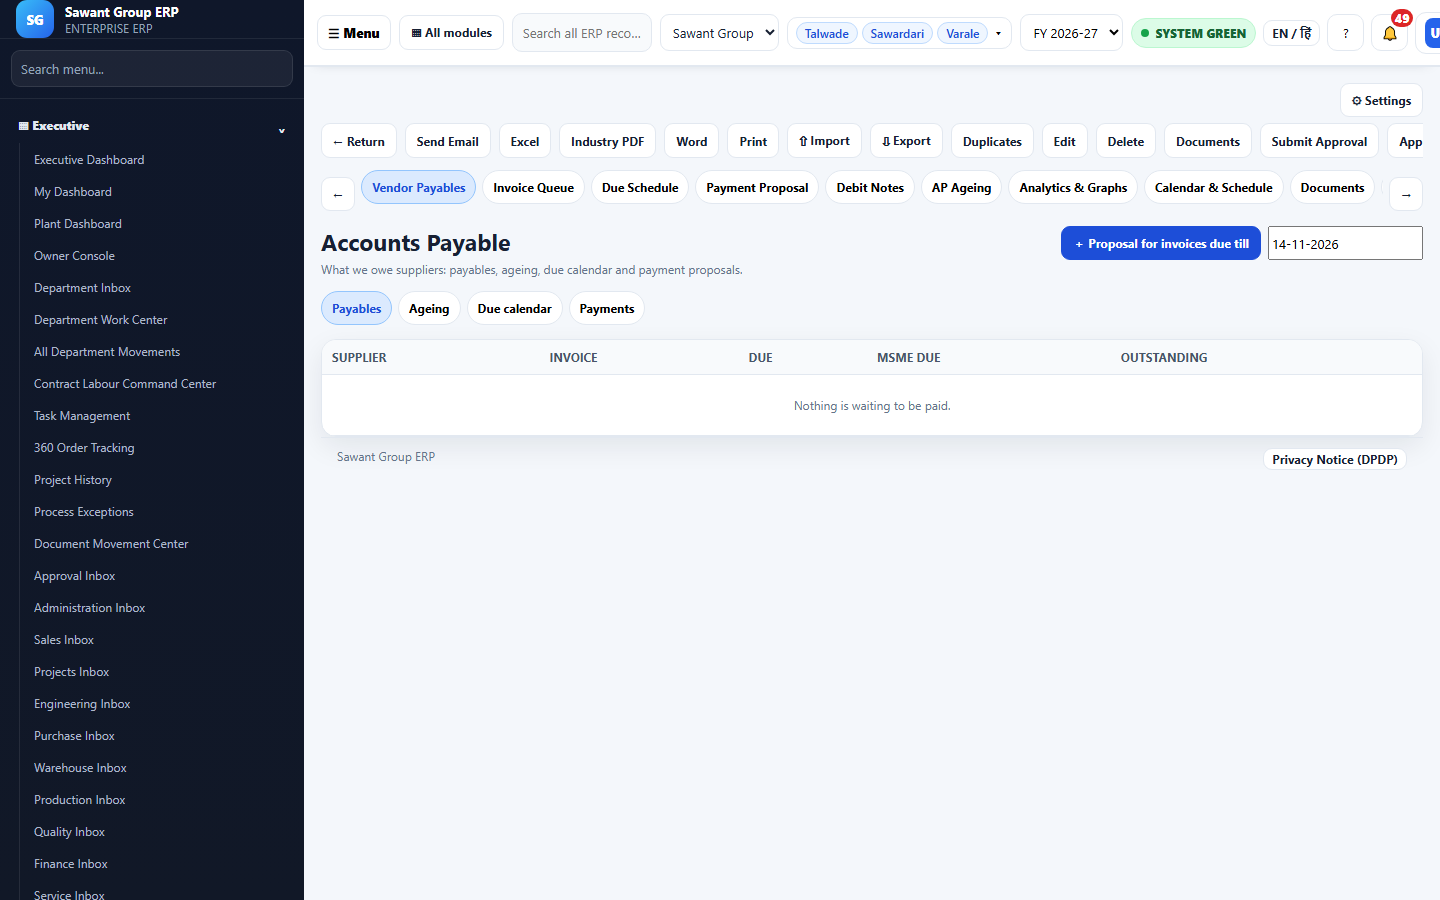 SG
Sawant Group ERP
ENTERPRISE ERP
☰ Menu
All modules
Search all ERP reco...
Sawant Group
Talwade
Sawardari
Varale
FY 2026-27
SYSTEM GREEN
EN / हिं
?
49
U
Search menu...
Executive
Executive Dashboard
My Dashboard
Plant Dashboard
Owner Console
Department Inbox
Department Work Center
All Department Movements
Contract Labour Command Center
Task Management
360 Order Tracking
Project History
Process Exceptions
Document Movement Center
Approval Inbox
Administration Inbox
Sales Inbox
Projects Inbox
Engineering Inbox
Purchase Inbox
Warehouse Inbox
Production Inbox
Quality Inbox
Finance Inbox
Service Inbox
⚙ Settings
← Return
Send Email
Excel
Industry PDF
Word
Print
⇧ Import
⇩ Export
Duplicates
Edit
Delete
Documents
Submit Approval
App
←
Vendor Payables
Invoice Queue
Due Schedule
Payment Proposal
Debit Notes
AP Ageing
Analytics & Graphs
Calendar & Schedule
Documents
→
Accounts Payable
+ Proposal for invoices due till
14-11-2026
What we owe suppliers: payables, ageing, due calendar and payment proposals.
Payables
Ageing
Due calendar
Payments
SUPPLIER INVOICE DUE MSME DUE OUTSTANDING
Nothing is waiting to be paid.
Sawant Group ERP
Privacy Notice (DPDP)